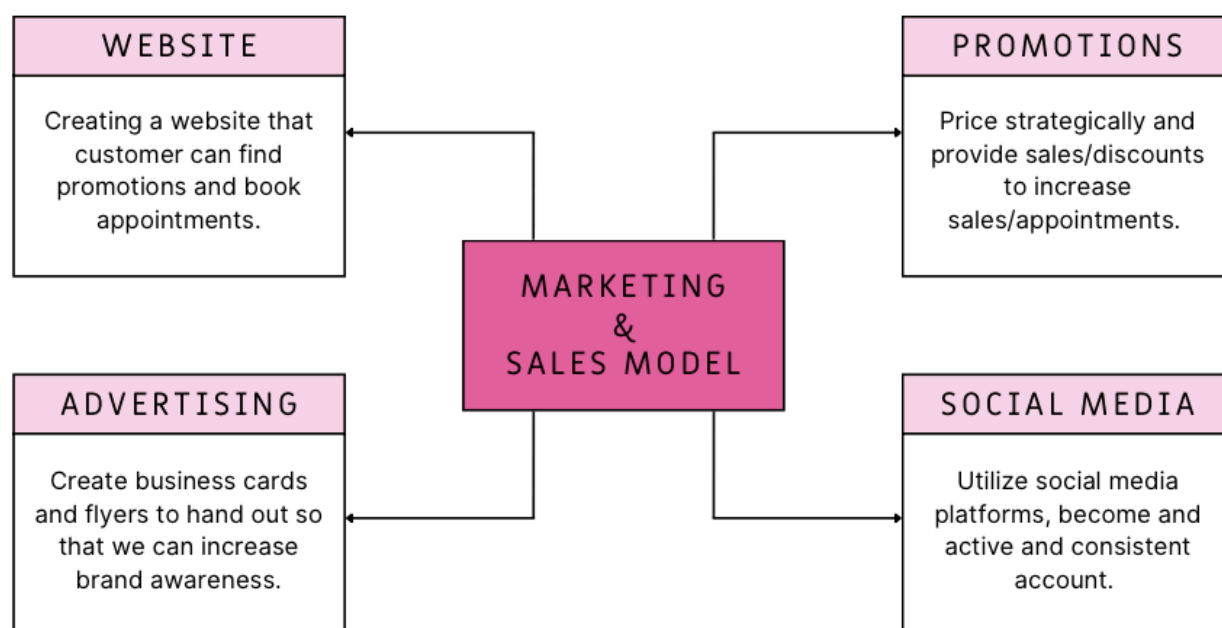 WEBSITE
Creating a website that
customer can find
promotions and book
appointments.
PROMOTIONS
Price strategically and
provide sales/discounts
to increase
sales/appointments.
MARKETING
&
SALES MODEL
ADVERTISING
Create business cards
and flyers to hand out so
that we can increase
brand awareness.
SOCIAL MEDIA
Utilize social media
platforms, become and
active and consistent
account.